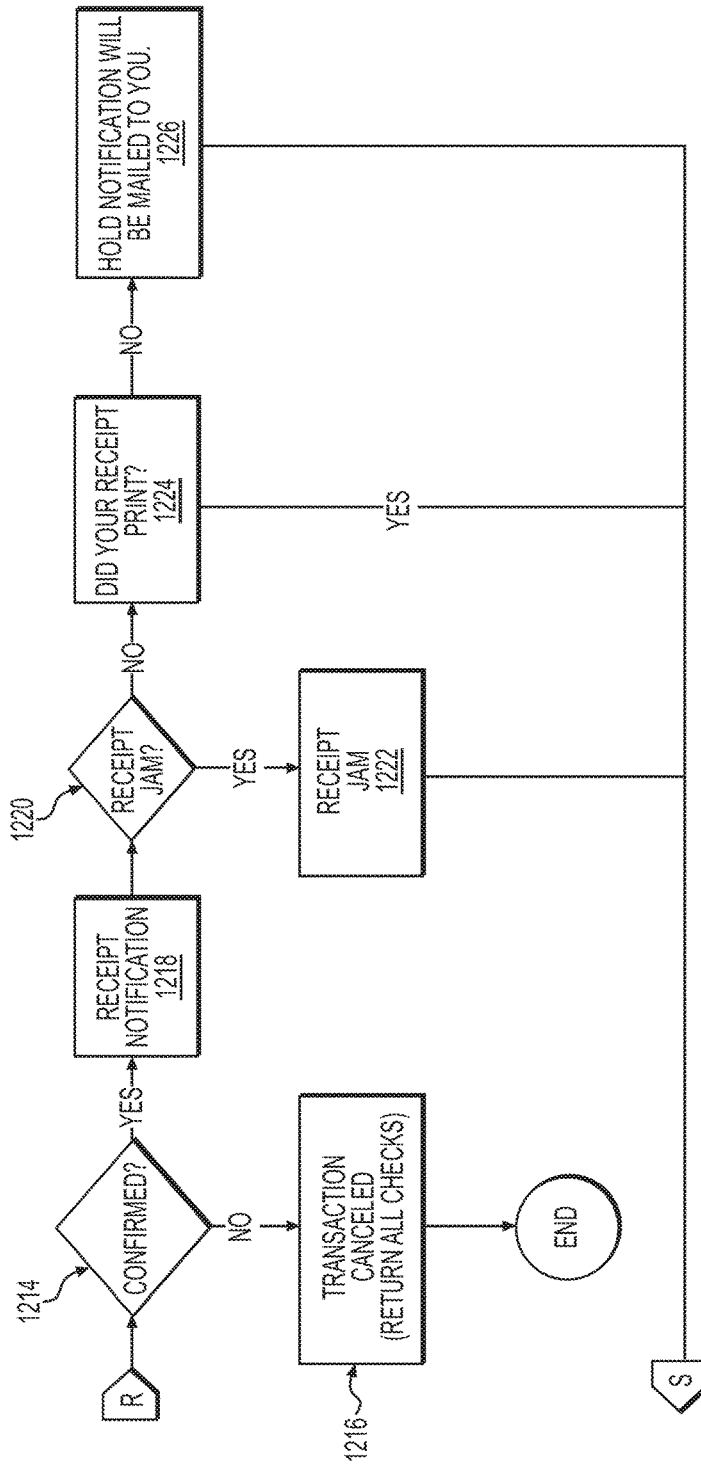 R
1214
CONFIRMED?
YES
NO
1216
TRANSACTION
CANCELED
(RETURN ALL CHECKS)
END
RECEIPT
NOTIFICATION
1218
1220
RECEIPT
JAM?
YES
NO
RECEIPT
JAM
1222
DID YOUR RECEIPT
PRINT?
1224
YES
NO
HOLD NOTIFICATION WILL
BE MAILED TO YOU.
1226
S